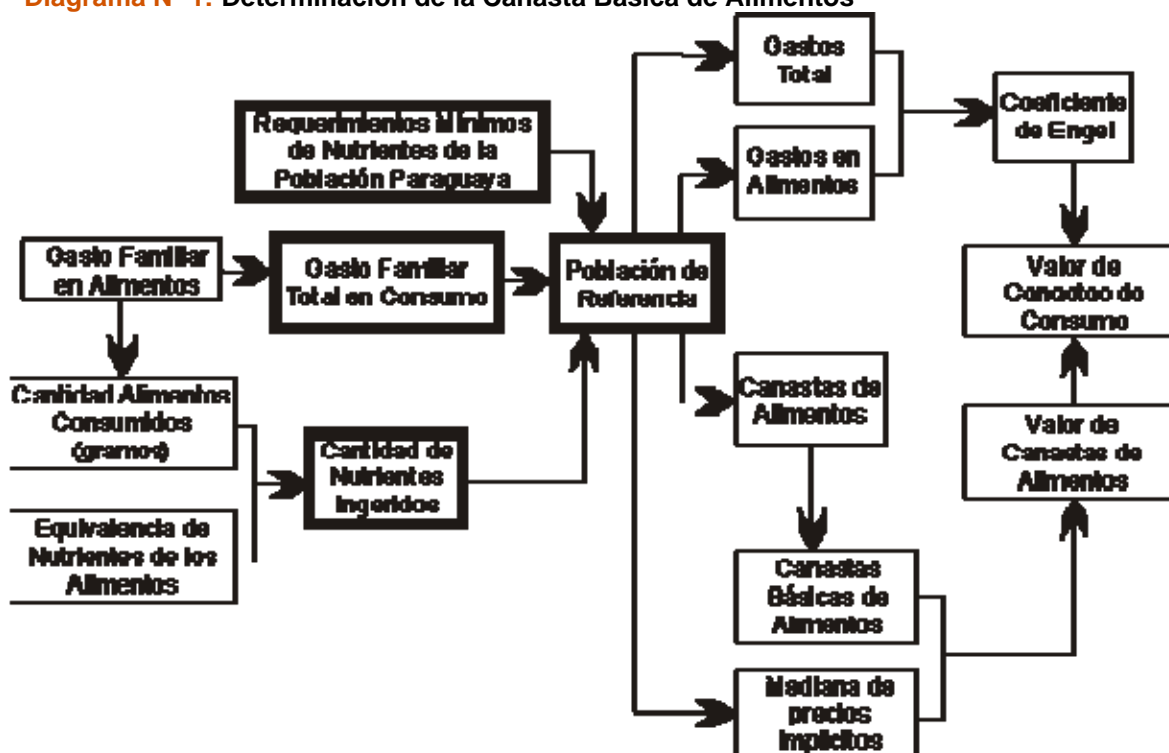 Diagrama N° 1: Determinación de la Canasta Básica de Alimentos
Gastos
Total
Coeficiente
de Engel
Requerimientos Mínimos
de Nutrientes de la
Población Paraguaya
Gastos en
Alimentos
Gasto Familiar
en Alimentos
Gasto Familiar
Total en Consumo
Población de
Referencia
Valor de
Canastao de
Consumo
Cantidad Alimentos
Consumidos
(gramos)
Canastas de
Alimentos
Cantidad de
Nutrientes
Ingeridos
Valor de
Canastas de
Alimentos
Equivalencia de
Nutrientes de los
Alimentos
Canastas
Básicas de
Alimentos
Mediana de
precios
Implícitos